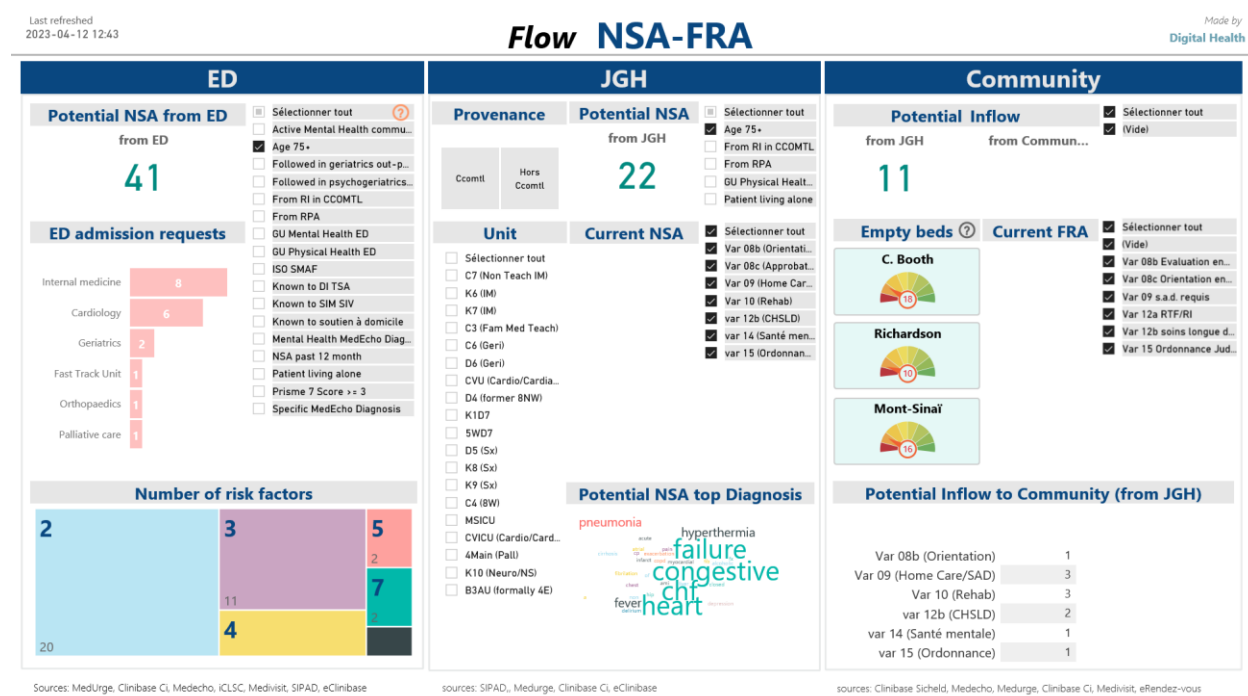 Last refreshed
2023-04-12 12:43
Flow NSA-FRA
Made by
Digital Health
ED
Potential NSA from ED
from ED
41
Sélectionner tout
?
Active Mental Health commu...
Age 75+
Followed in geriatrics out-p...
Followed in psychogeriatrics...
From RI in CCOMTL
From RPA
GU Mental Health ED
GU Physical Health ED
ISO SMAF
Known to DI TSA
Known to SIM SIV
Known to soutien à domicile
Mental Health MedEcho Diag...
NSA past 12 month
Patient living alone
Prisme 7 Score >= 3
Specific MedEcho Diagnosis
ED admission requests
Internal medicine 8
Cardiology 6
Geriatrics 2
Fast Track Unit 1
Orthopaedics 1
Palliative care 1
Number of risk factors
2
20
3
11
4
5
2
7
2
Sources: MedUrge, Clinibase Ci, Medecho, iCLSC, Medivisit, SIPAD, eClinibase
JGH
Provenance
Ccomtl
Hors
Ccomtl
Potential NSA
from JGH
22
Sélectionner tout
Age 75+
From RI in CCOMTL
From RPA
GU Physical Healt...
Patient living alone
Unit
Sélectionner tout
C7 (Non Teach IM)
K6 (IM)
K7 (IM)
C3 (Fam Med Teach)
C6 (Geri)
D6 (Geri)
CVU (Cardio/Cardia...
D4 (former 8NW)
K1D7
5WD7
D5 (Sx)
K8 (Sx)
K9 (Sx)
C4 (8W)
MSICU
CVICU (Cardio/Card...
4Main (Pall)
K10 (Neuro/NS)
B3AU (formally 4E)
Current NSA
Sélectionner tout
Var 08b (Orientati...
Var 08c (Approbat...
Var 09 (Home Car...
Var 10 (Rehab)
var 12b (CHSLD)
var 14 (Santé men...
var 15 (Ordonnan...
Potential NSA top Diagnosis
pneumonia
hyperthermia
acute
failure
congestive
chf
fever
heart
sources: SIPAD,, Medurge, Clinibase Ci, eClinibase
Community
Potential Inflow
from JGH
11
from Commun...
Sélectionner tout
(Vide)
Empty beds ?
C. Booth
18
Richardson
10
Mont-Sinaï
16
Current FRA
Sélectionner tout
(Vide)
Var 08b Evaluation en...
Var 08c Orientation en...
Var 09 s.a.d. requis
Var 12a RTF/RI
Var 12b soins longue d...
Var 15 Ordonnance Jud...
Potential Inflow to Community (from JGH)
Var 08b (Orientation) 1
Var 09 (Home Care/SAD) 3
Var 10 (Rehab) 3
var 12b (CHSLD) 2
var 14 (Santé mentale) 1
var 15 (Ordonnance) 1
sources: Clinibase Sicheld, Medecho, Medurge, Clinibase Ci, Medivisit, eRendez-vous